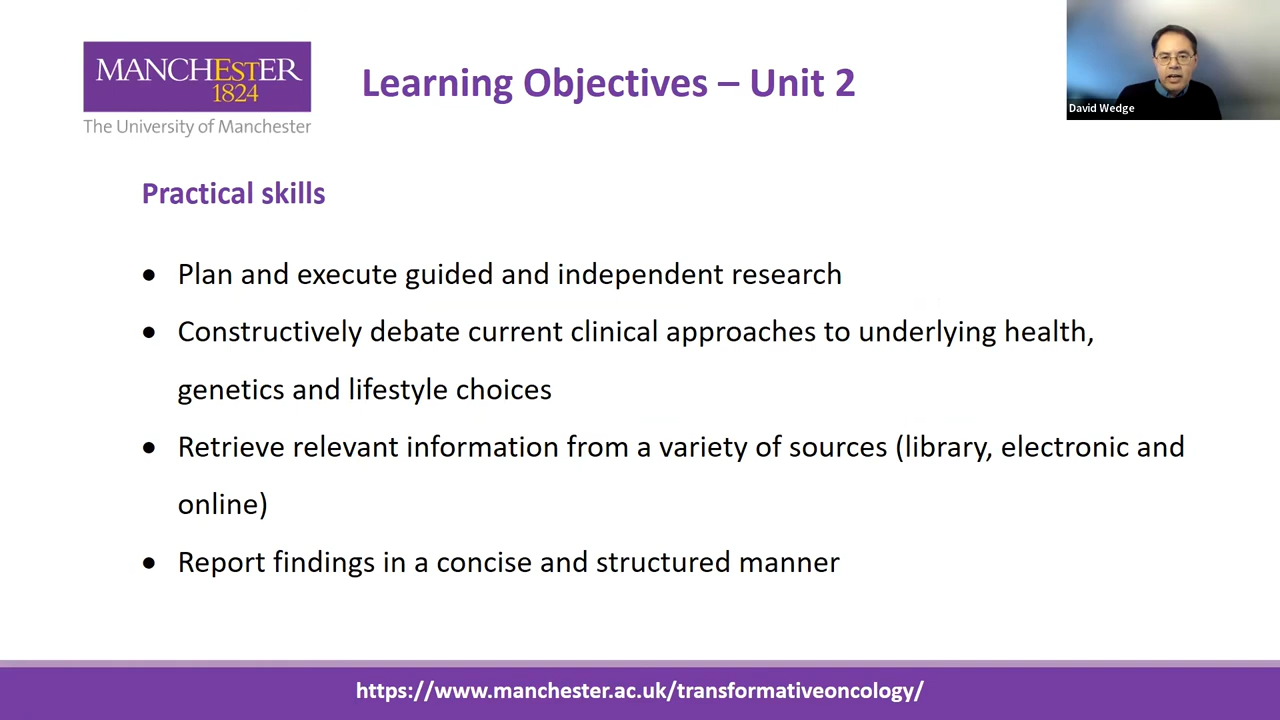 MANCHESTER
1824
The University of Manchester
Learning Objectives – Unit 2
David Wedge
Practical skills
• Plan and execute guided and independent research
• Constructively debate current clinical approaches to underlying health,
genetics and lifestyle choices
• Retrieve relevant information from a variety of sources (library, electronic and
online)
• Report findings in a concise and structured manner
https://www.manchester.ac.uk/transformativeoncology/